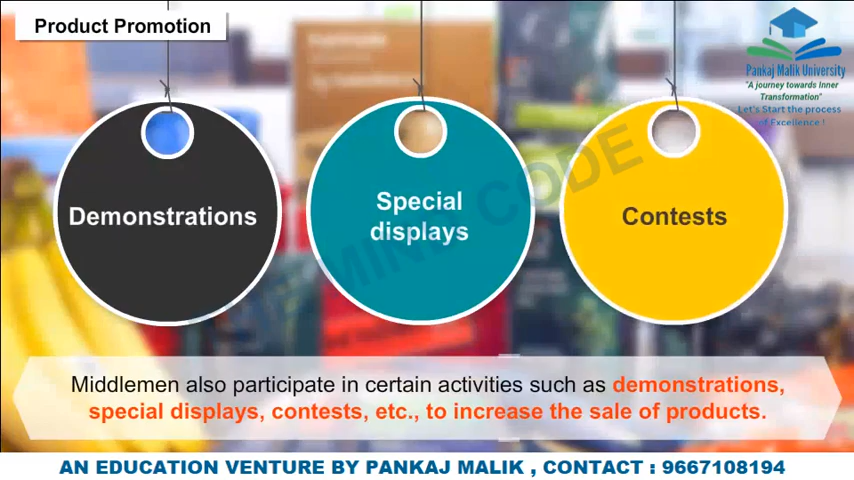 Product Promotion
Pankaj Malik University
"A journey towards Inner
Transformation"
Let's Start the process
of Excellence !
Demonstrations
Special
displays
Contests
MIND CODE
Middlemen also participate in certain activities such as demonstrations,
special displays, contests, etc., to increase the sale of products.
AN EDUCATION VENTURE BY PANKAJ MALIK , CONTACT : 9667108194